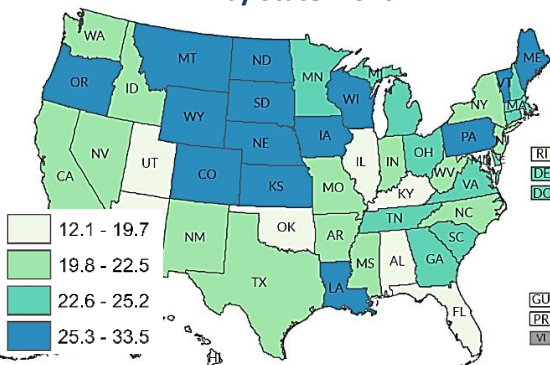 WA
MT
ND
ME
MN
OR
ID
SD
WI
WY
NY
MA
IA
PA
NE
RI
NV
OH
IL
IN
DE
UT
CO
WV
VA
DC
CA
KS
MO
KY
NC
TN
OK
AR
SC
NM
12.1 - 19.7
MS
AL
GA
19.8 - 22.5
TX
LA
22.6 - 25.2
FL
GU
PR
25.3 - 33.5
VI
HI